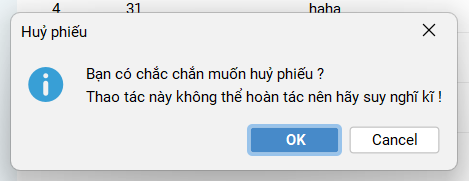 4 31 haha
Huỷ phiếu
Bạn có chắc chắn muốn huỷ phiếu ?
Thao tác này không thể hoàn tác nên hãy suy nghĩ kĩ !
OK Cancel